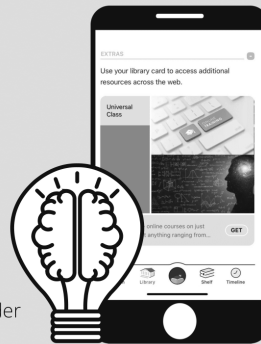 EXTRAS
Use your library card to access additional
resources across the web.
Universal
Class
online courses on just
anything ranging from...
GET
Library
Shelf
Timeline